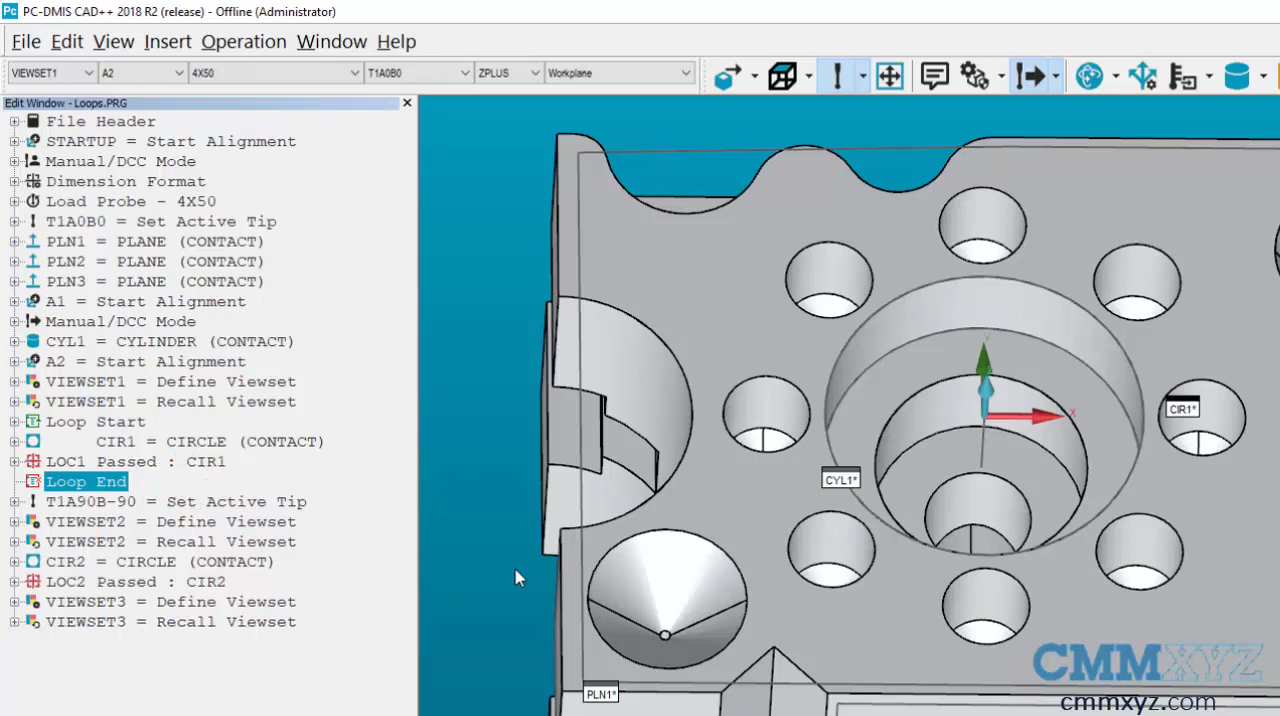 PC-DMIS CAD++ 2018 R2 (release) - Offline (Administrator)
File Edit View Insert Operation Window Help
VIEWSET1 A2 4X50 T1A0B0 ZPLUS Workplane
Edit Window - Loops.PRG
File Header
STARTUP = Start Alignment
Manual/DCC Mode
Dimension Format
Load Probe - 4X50
T1A0B0 = Set Active Tip
PLN1 = PLANE (CONTACT)
PLN2 = PLANE (CONTACT)
PLN3 = PLANE (CONTACT)
A1 = Start Alignment
Manual/DCC Mode
CYL1 = CYLINDER (CONTACT)
A2 = Start Alignment
VIEWSET1 = Define Viewset
VIEWSET1 = Recall Viewset
Loop Start
CIR1 = CIRCLE (CONTACT)
LOC1 Passed : CIR1
Loop End
T1A90B-90 = Set Active Tip
VIEWSET2 = Define Viewset
VIEWSET2 = Recall Viewset
CIR2 = CIRCLE (CONTACT)
LOC2 Passed : CIR2
VIEWSET3 = Define Viewset
VIEWSET3 = Recall Viewset
Y
X
CIR1*
CYL1*
PLN1*
CMMXYZ
cmmxyz.com